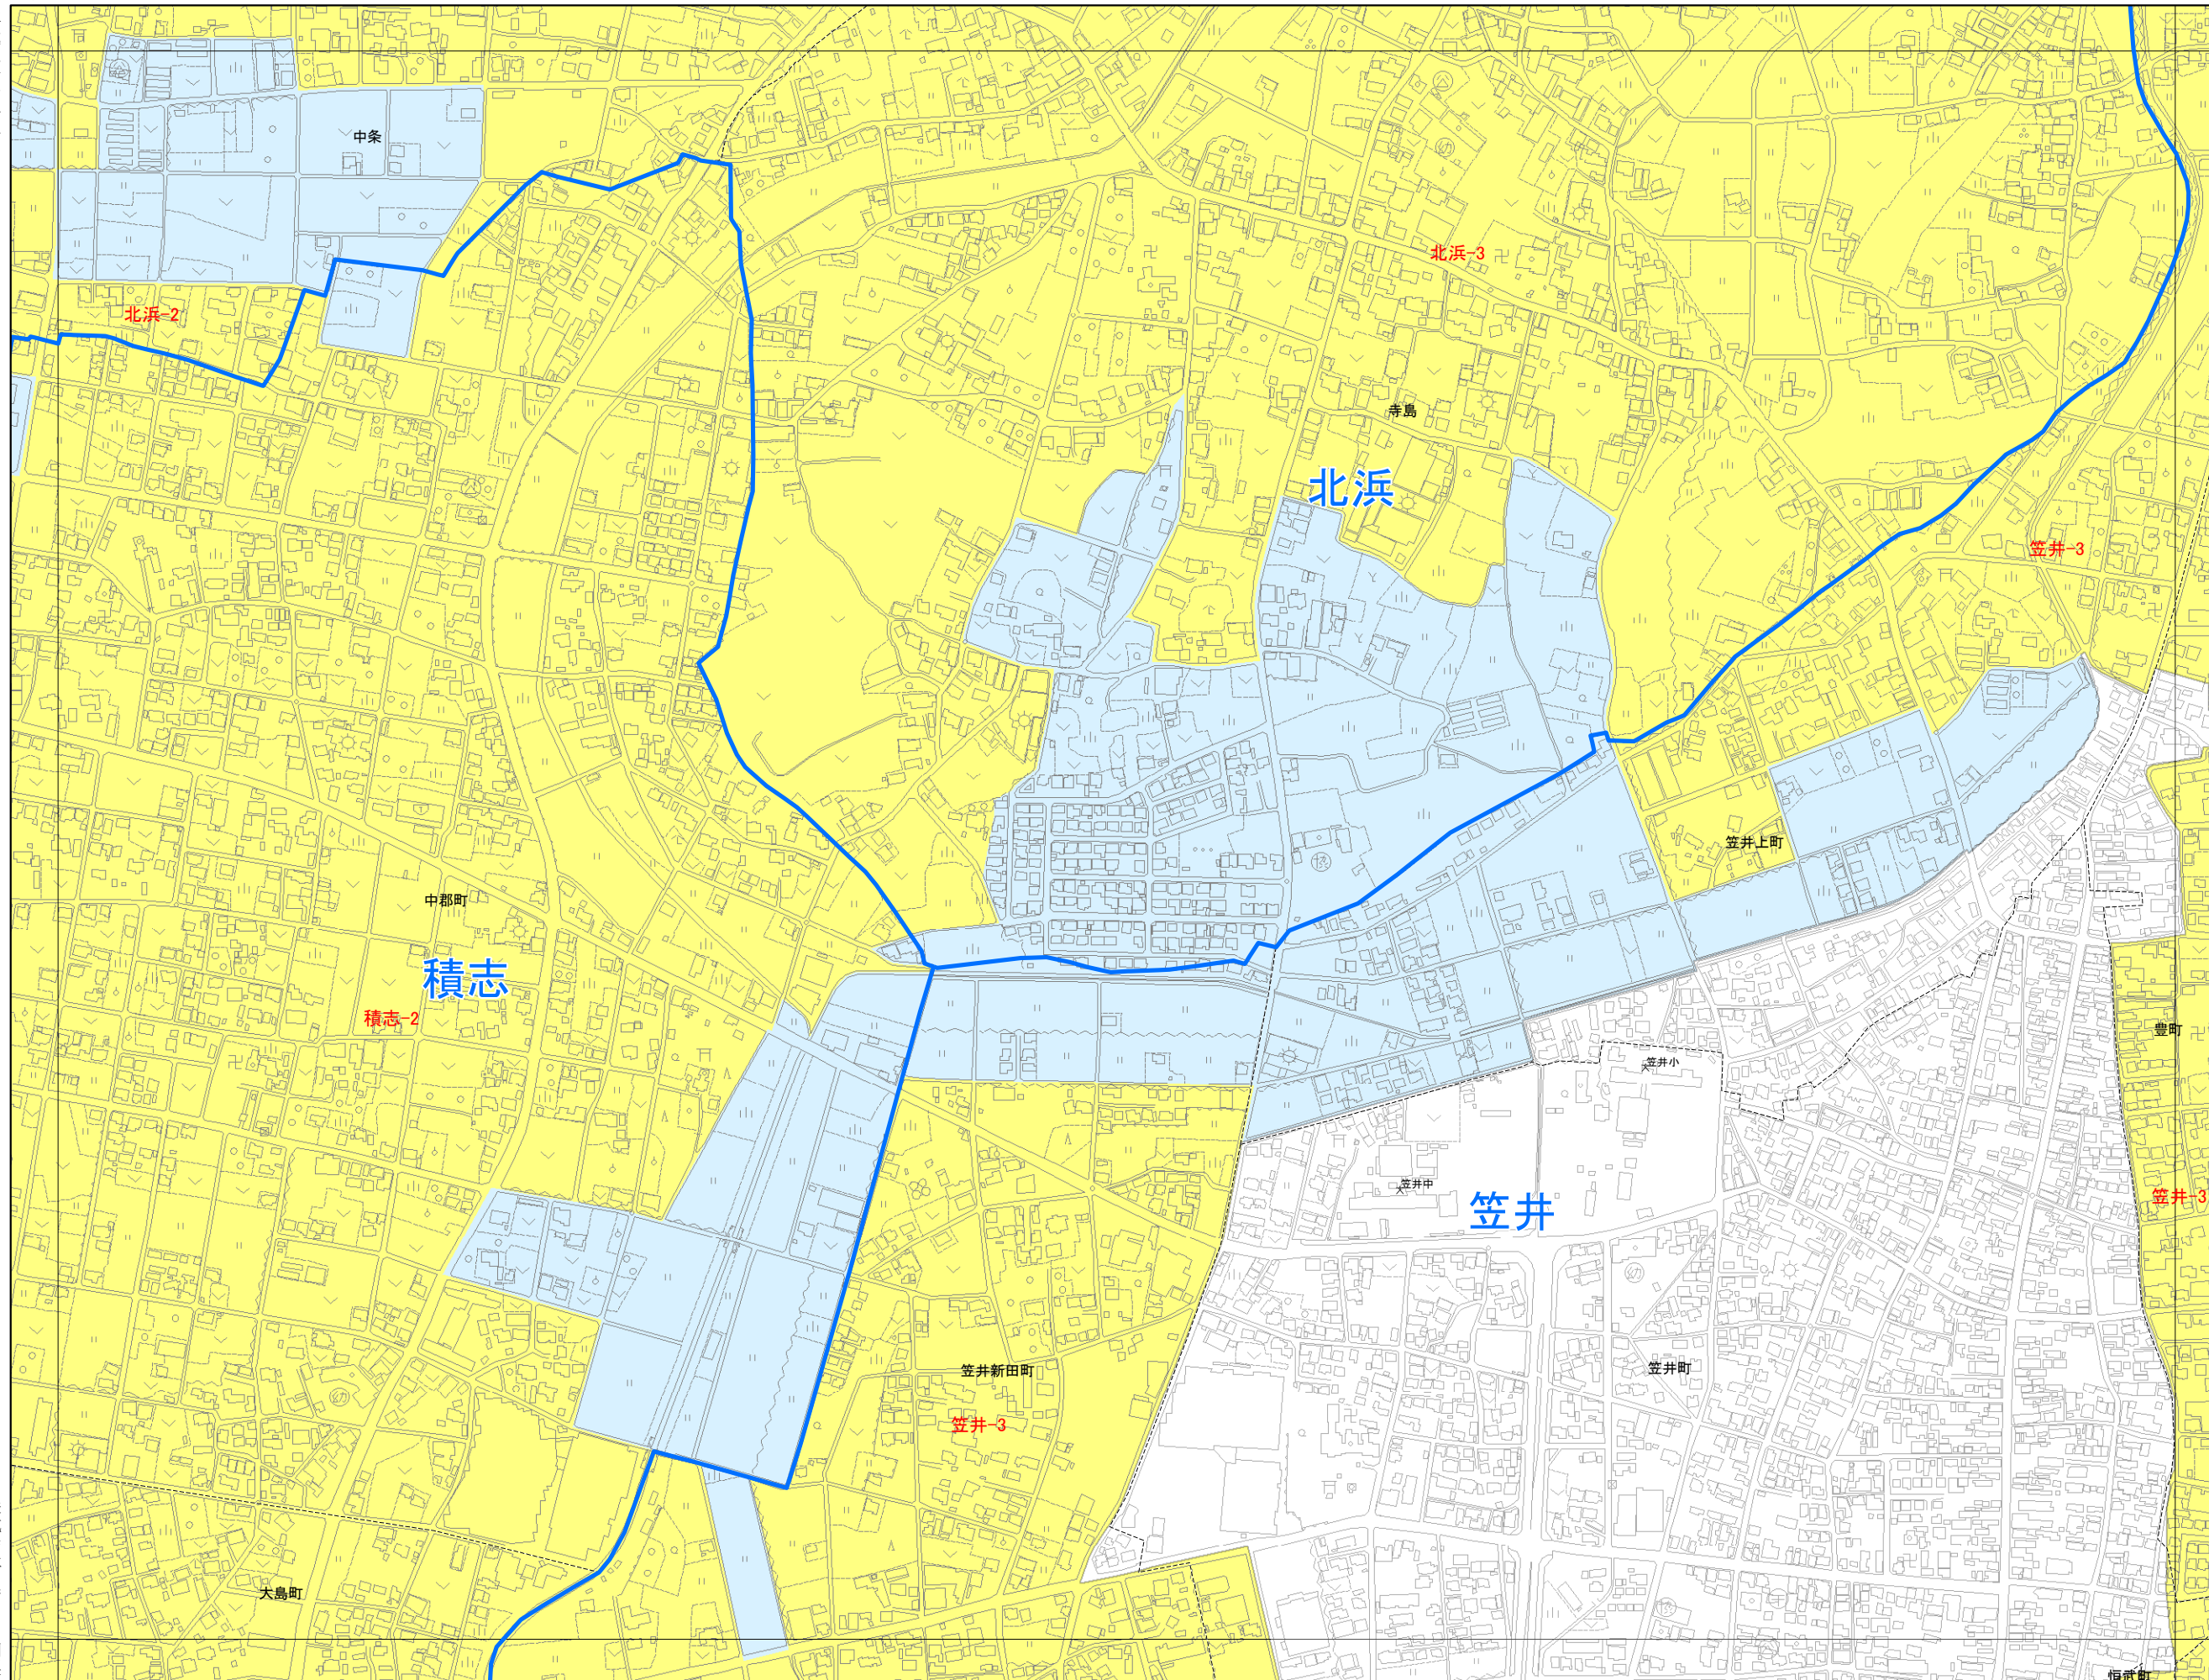 中条
北浜-3
北浜-2
寺島
北浜
笠井-3
笠井上町
中郡町
積志
積志-2
豊町
笠井小
笠井中
笠井-3
笠井
笠井新田町
笠井町
笠井-3
大島町
恒武町